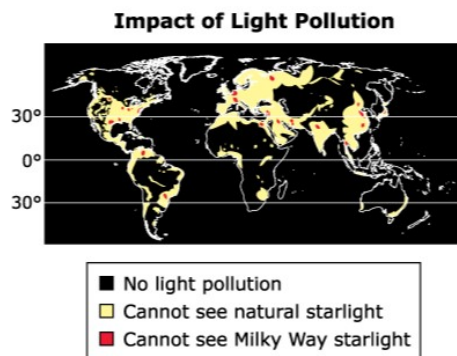 Impact of Light Pollution
30°
0°
30°
No light pollution
Cannot see natural starlight
Cannot see Milky Way starlight